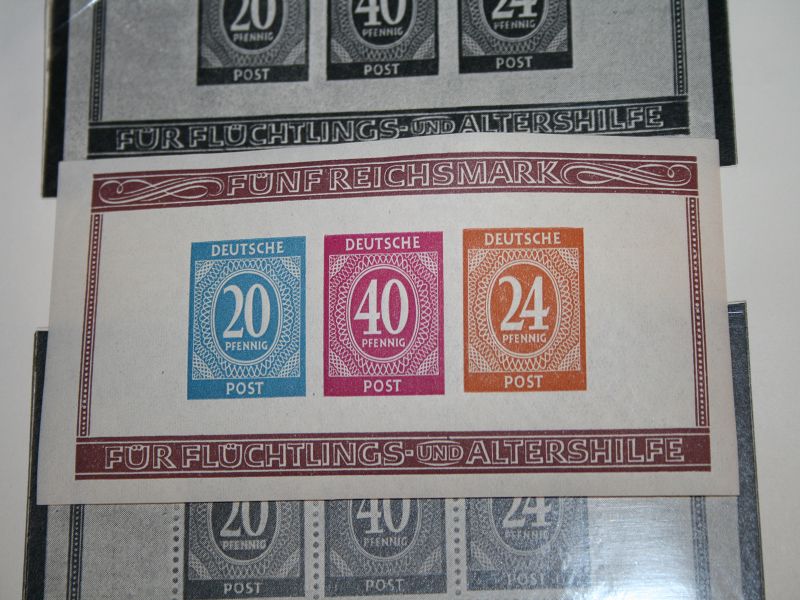 20 40 24
PFENNIG PFENNIG PFENNIG
POST POST POST
FÜR FLÜCHTLINGS- UND ALTERSHILFE
FÜNF REICHSMARK
DEUTSCHE DEUTSCHE DEUTSCHE
20 40 24
PFENNIG PFENNIG PFENNIG
POST POST POST
FÜR FLÜCHTLINGS- UND ALTERSHILFE
20 40 24
PFENNIG PFENNIG PFENNIG
POST POST POST